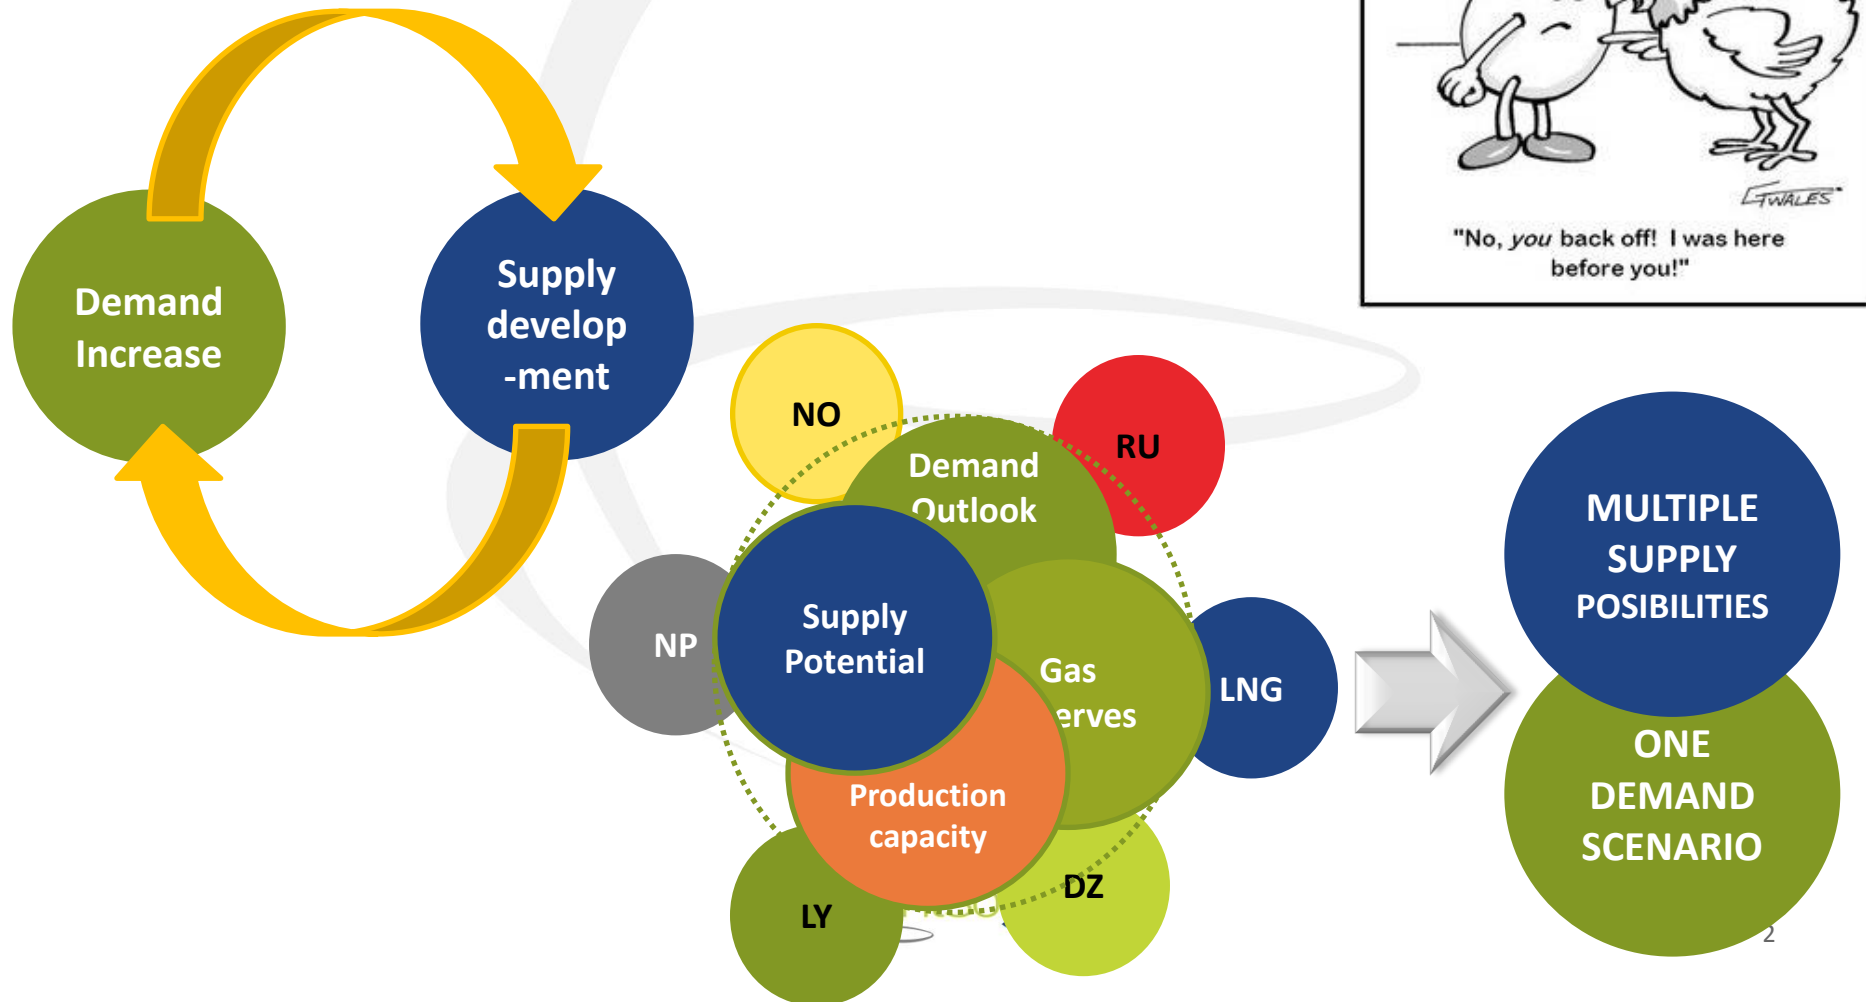 GWALES
"No, you back off! I was here
before you!"
Demand
Increase
Supply
develop
-ment
NO
RU
Demand
Outlook
NP
Supply
Potential
Gas
erves
LNG
Production
capacity
LY
DZ
MULTIPLE
SUPPLY
POSIBILITIES
ONE
DEMAND
SCENARIO
2